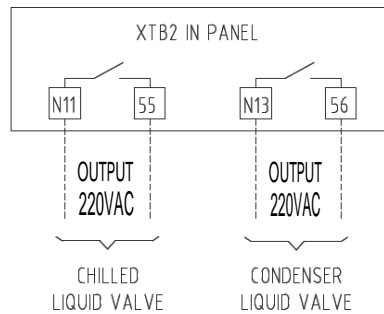 XTB2 IN PANEL
N11 55 N13 56
OUTPUT
220VAC
OUTPUT
220VAC
CHILLED
LIQUID VALVE
CONDENSER
LIQUID VALVE